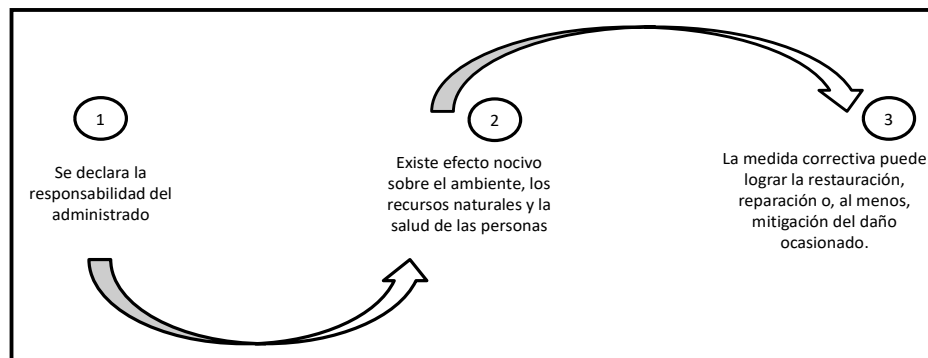 1
Se declara la
responsabilidad del
administrado
2
Existe efecto nocivo
sobre el ambiente, los
recursos naturales y la
salud de las personas
3
La medida correctiva puede
lograr la restauración,
reparación o, al menos,
mitigación del daño
ocasionado.